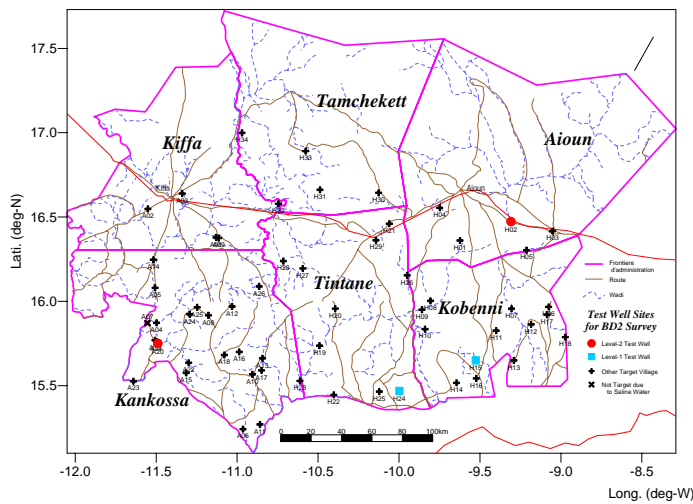 17.5
17.0
16.5
16.0
15.5
Lati. (deg-N)
-12.0
-11.5
-11.0
-10.5
-10.0
-9.5
-9.0
-8.5
Long. (deg-W)
Tamchekett
Kiffa
Aioun
Tintane
Kobenni
Kankossa
Kiffa
Aioun
H34
H33
H31
H30
A02
A03
H04
H02
H03
H21
H29
H01
H05
A14
H28
H27
H26
A05
A26
H08
H09
H07
H06
H17
A07
A04
A24
A25
A08
A12
H20
H10
H11
H12
H18
A20
A18
A16
H19
A15
A10
A17
H15
H13
A23
H23
H22
H25
H24
H14
H16
A06
A11
0 20 40 60 80 100km
Frontiere
d'administration
Route
Wadi
Test Well Sites
for BD2 Survey
Level-2 Test Well
Level-1 Test Well
Other Target Village
Not Target due
to Saline Water